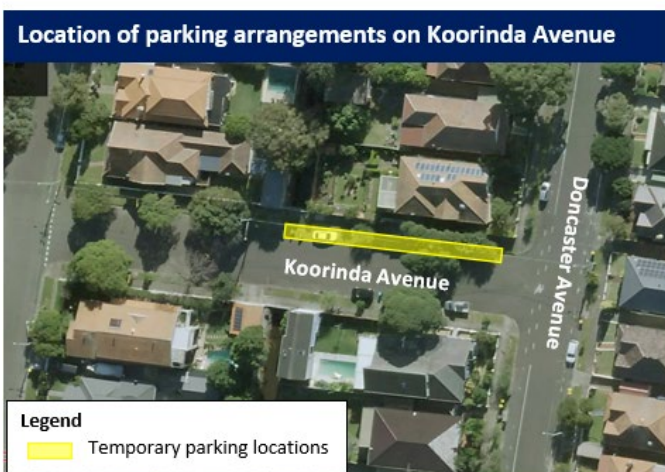 Location of parking arrangements on Koorinda Avenue
Koorinda Avenue
Doncaster Avenue
Legend
Temporary parking locations